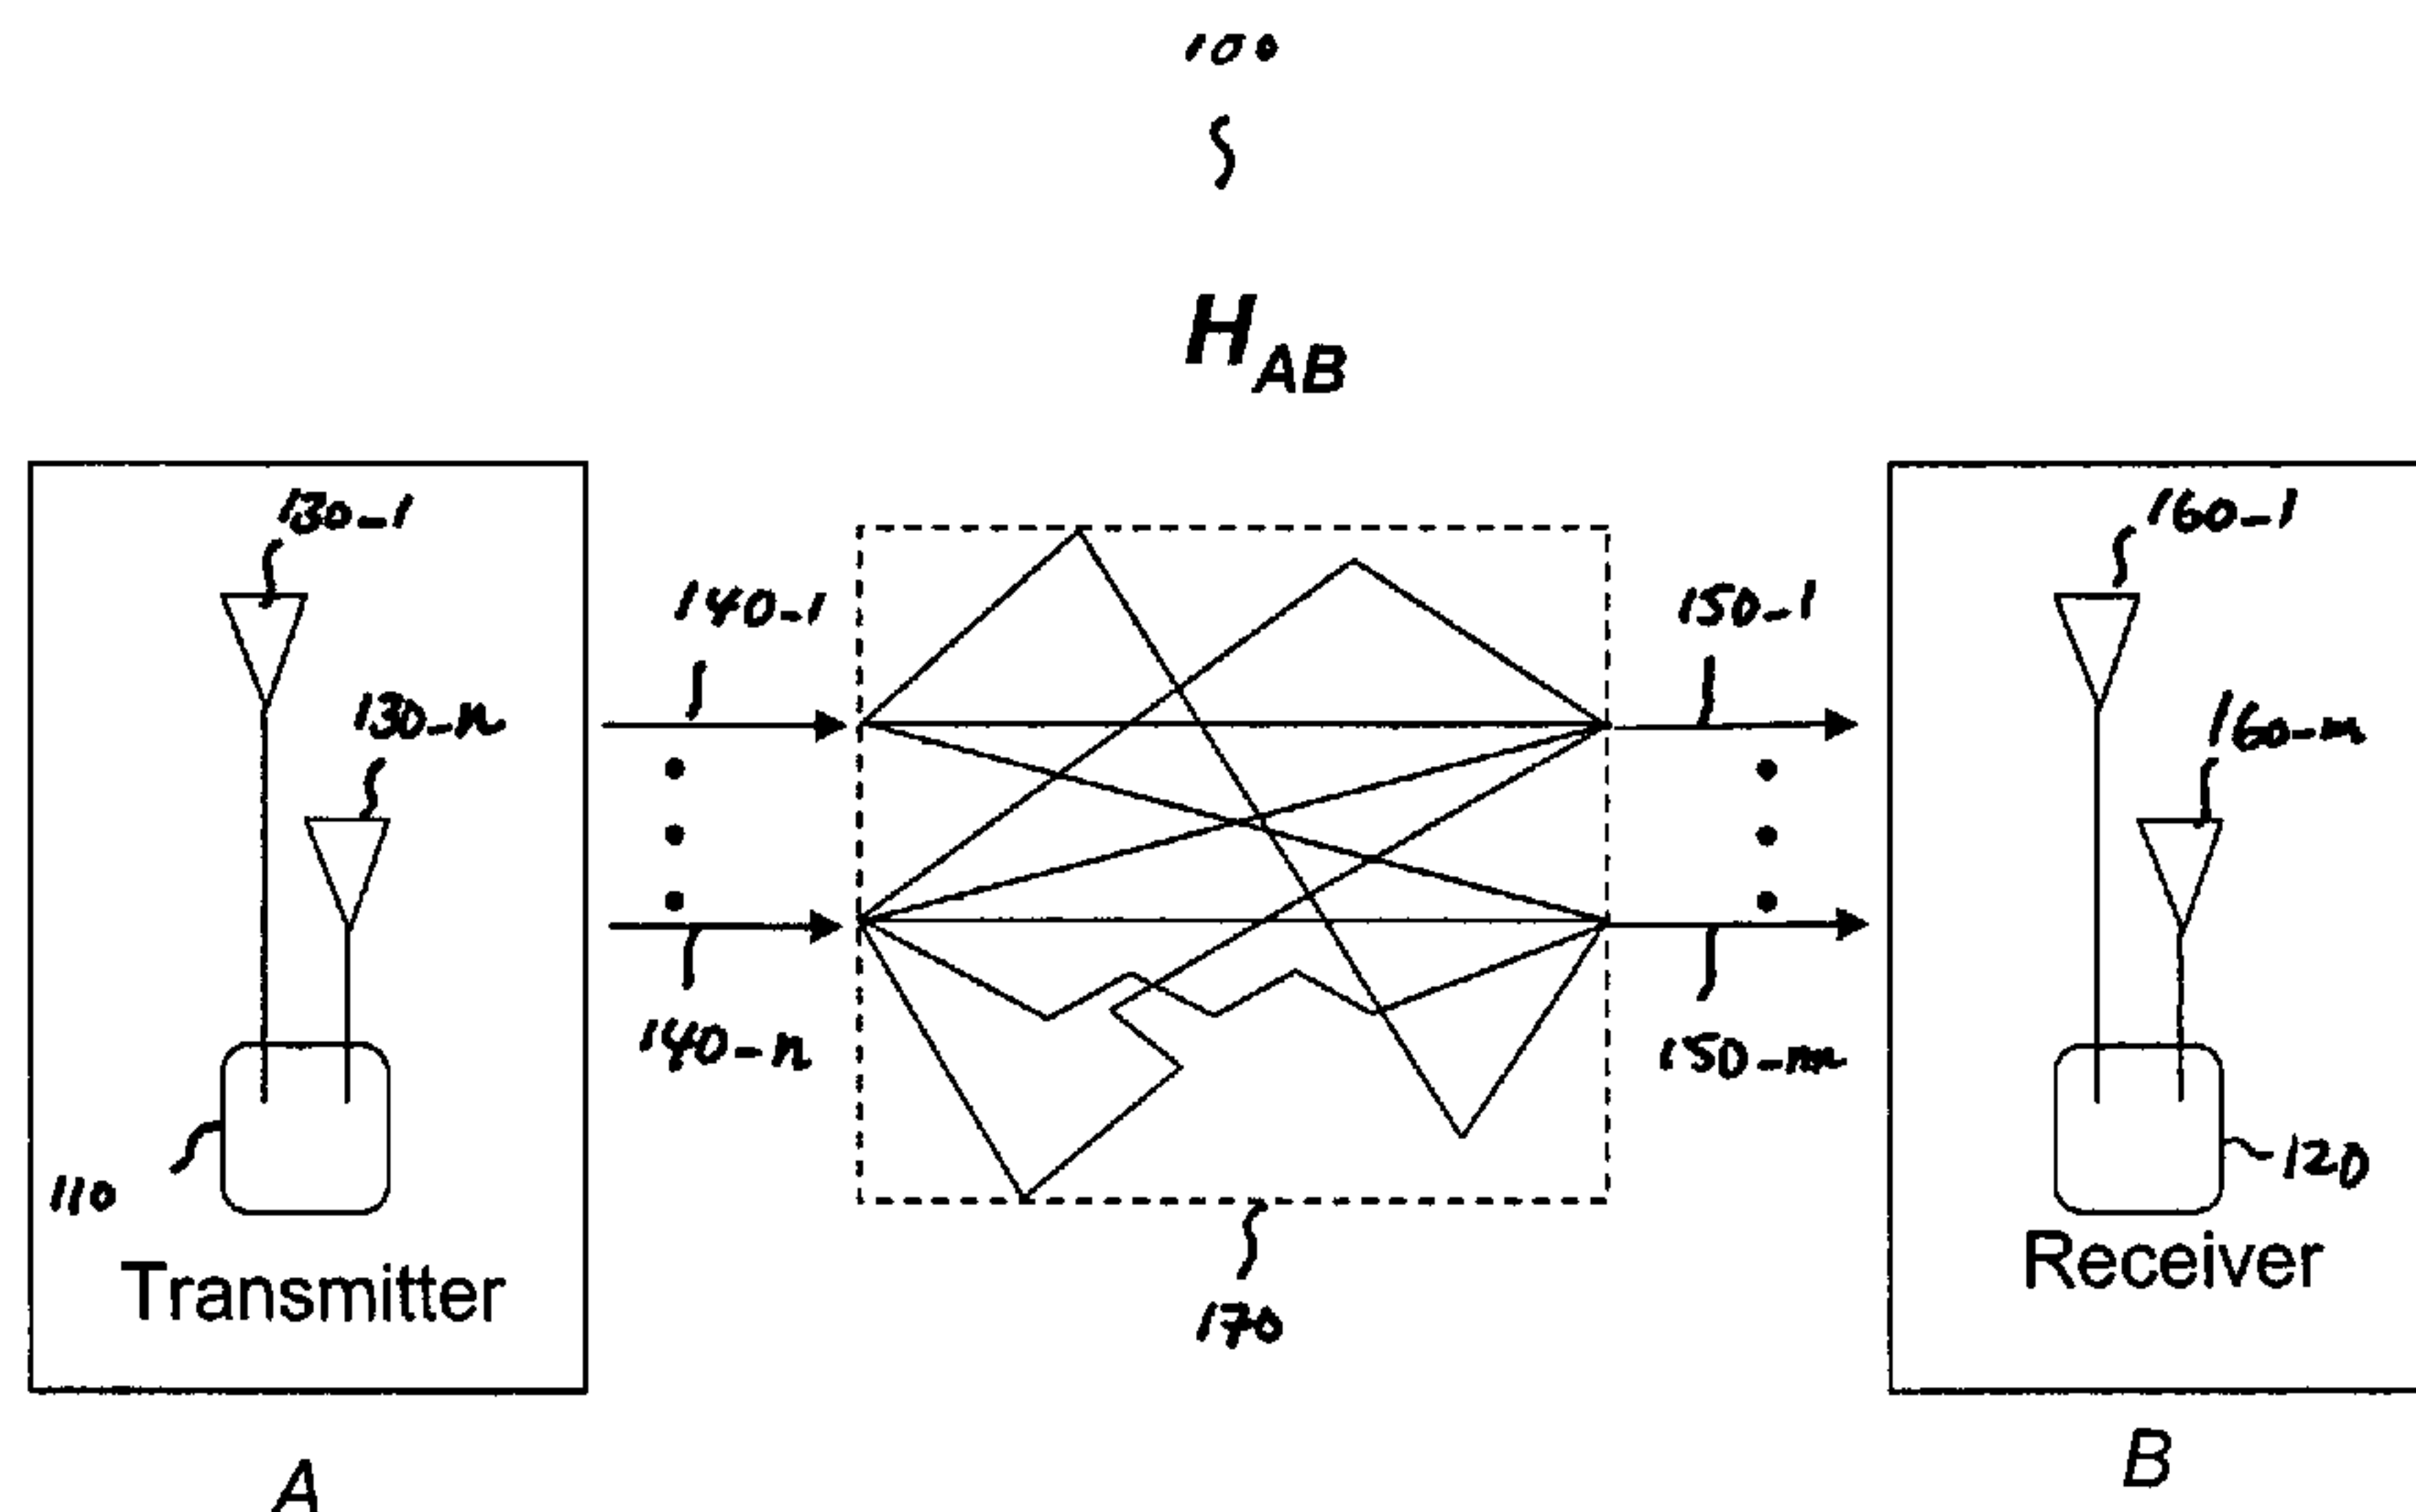 100
H_AB
130-1
160-1
140-1
150-1
130-n
160-m
140-n
150-m
110
120
Transmitter
Receiver
170
A
B